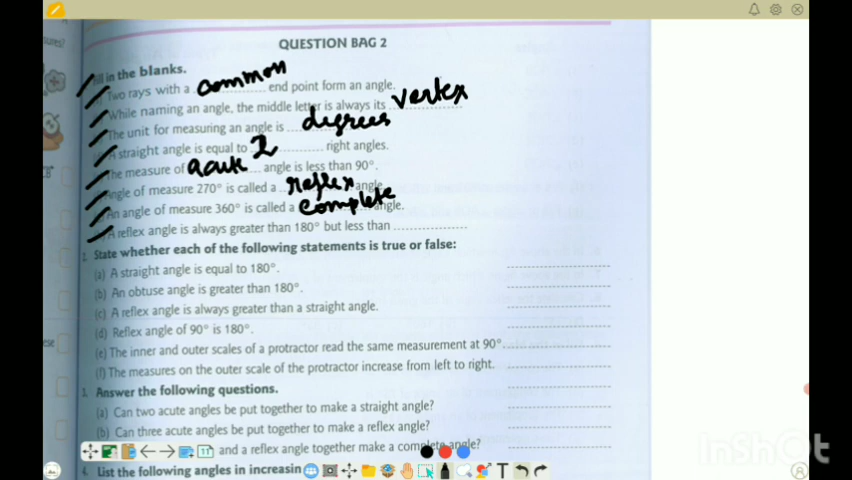 QUESTION BAG 2
Fill in the blanks.
Two rays with a common end point form an angle.
While naming an angle, the middle letter is always its vertex
The unit for measuring an angle is degrees
A straight angle is equal to 2 right angles.
The measure of acute angle is less than 90°.
Angle of measure 270° is called a reflex angle
An angle of measure 360° is called a complete angle.
A reflex angle is always greater than 180° but less than
2. State whether each of the following statements is true or false:
(a) A straight angle is equal to 180°.
(b) An obtuse angle is greater than 180°.
(c) A reflex angle is always greater than a straight angle.
(d) Reflex angle of 90° is 180°.
(e) The inner and outer scales of a protractor read the same measurement at 90°.
(f) The measures on the outer scale of the protractor increase from left to right.
3. Answer the following questions.
(a) Can two acute angles be put together to make a straight angle?
(b) Can three acute angles be put together to make a reflex angle?
and a reflex angle together make a complete angle?
4. List the following angles in increasin
InShOt